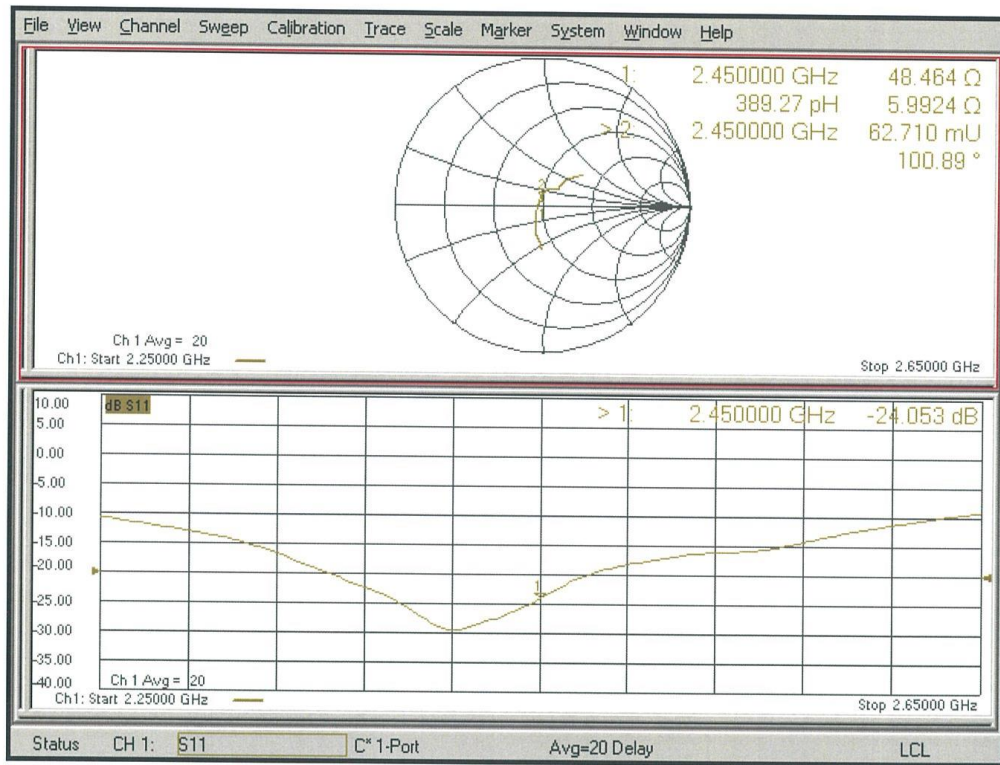 File View Channel Sweep Calibration Trace Scale Marker System Window Help
1: 2.450000 GHz 48.464 Ω
389.27 pH 5.9924 Ω
> 2: 2.450000 GHz 62.710 mU
100.89 °
2
Ch 1 Avg = 20
Ch1: Start 2.25000 GHz
Stop 2.65000 GHz
10.00 dB S11
> 1: 2.450000 GHz -24.053 dB
5.00
0.00
-5.00
-10.00
-15.00
-20.00
-25.00 1
-30.00
-35.00
-40.00 Ch 1 Avg = 20
Ch1: Start 2.25000 GHz
Stop 2.65000 GHz
Status CH 1: S11 C* 1-Port Avg=20 Delay LCL